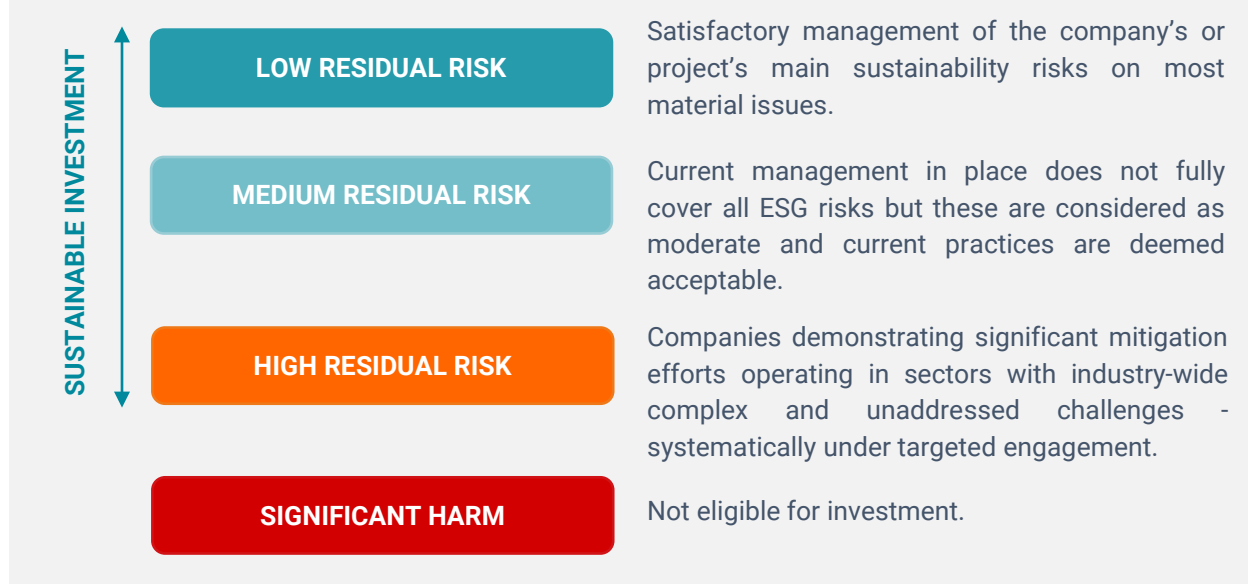 SUSTAINABLE INVESTMENT
LOW RESIDUAL RISK
Satisfactory management of the company’s or
project’s main sustainability risks on most
material issues.
MEDIUM RESIDUAL RISK
Current management in place does not fully
cover all ESG risks but these are considered as
moderate and current practices are deemed
acceptable.
HIGH RESIDUAL RISK
Companies demonstrating significant mitigation
efforts operating in sectors with industry-wide
complex and unaddressed challenges -
systematically under targeted engagement.
SIGNIFICANT HARM
Not eligible for investment.